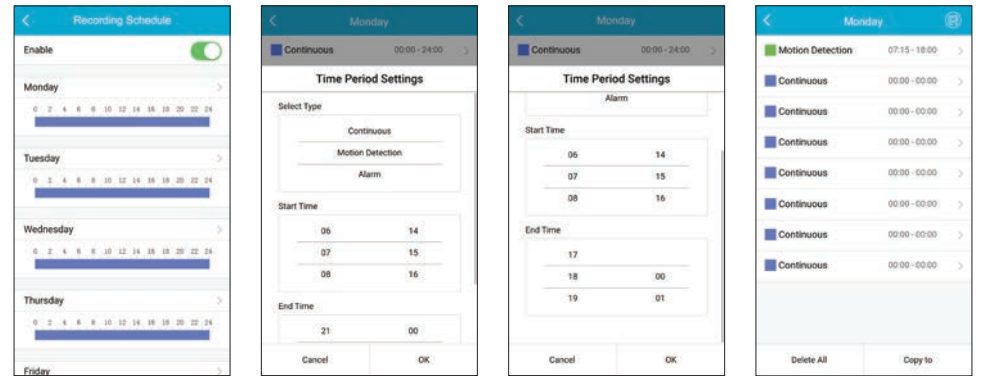 Recording Schedule
Enable
Monday
0 2 4 6 8 10 12 14 16 18 20 22 24
Tuesday
0 2 4 6 8 10 12 14 16 18 20 22 24
Wednesday
0 2 4 6 8 10 12 14 16 18 20 22 24
Thursday
0 2 4 6 8 10 12 14 16 18 20 22 24
Friday
Monday
Continuous 00:00 - 24:00
Time Period Settings
Select Type
Continuous
Motion Detection
Alarm
Start Time
06 14
07 15
08 16
End Time
21 00
Cancel OK
Monday
Continuous 00:00 - 24:00
Time Period Settings
Alarm
Start Time
06 14
07 15
08 16
End Time
17
18 00
19 01
Cancel OK
Monday
Motion Detection 07:15 - 18:00
Continuous 00:00 - 00:00
Continuous 00:00 - 00:00
Continuous 00:00 - 00:00
Continuous 00:00 - 00:00
Continuous 00:00 - 00:00
Continuous 00:00 - 00:00
Continuous 00:00 - 00:00
Delete All Copy to